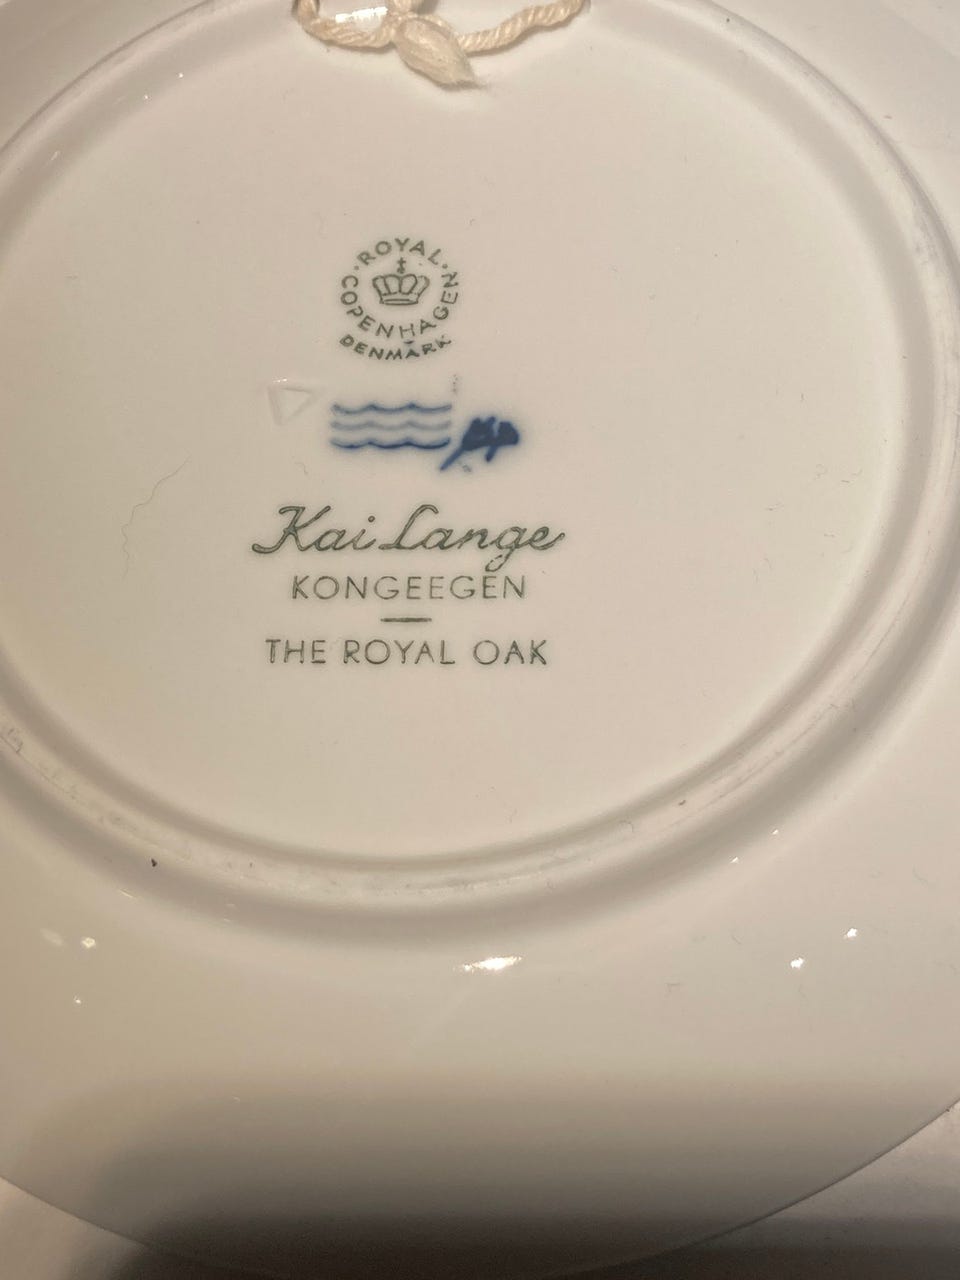 ROYAL
COPENHAGEN
DENMARK
Kai Lange
KONGEEGEN
THE ROYAL OAK